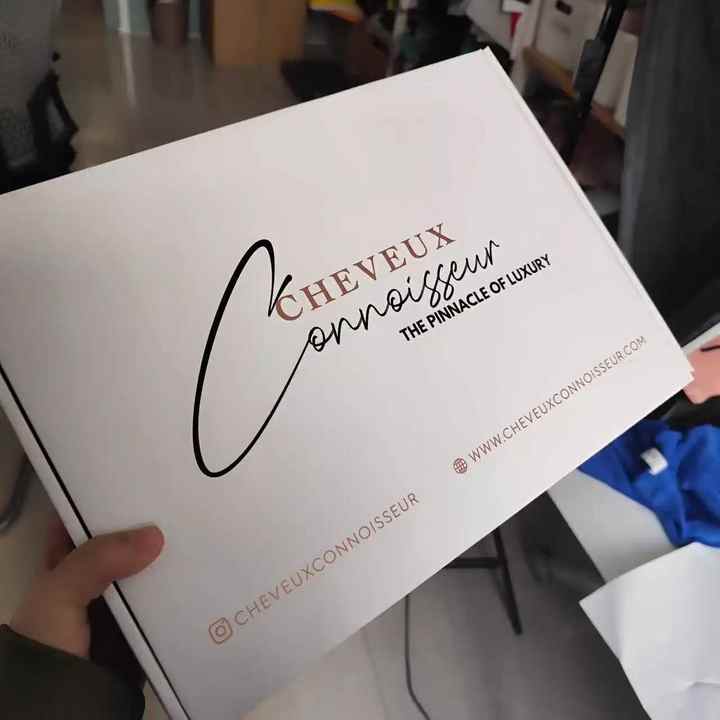 CHEVEUX
Connoisseur
THE PINNACLE OF LUXURY
WWW.CHEVEUXCONNOISSEUR.COM
CHEVEUXCONNOISSEUR